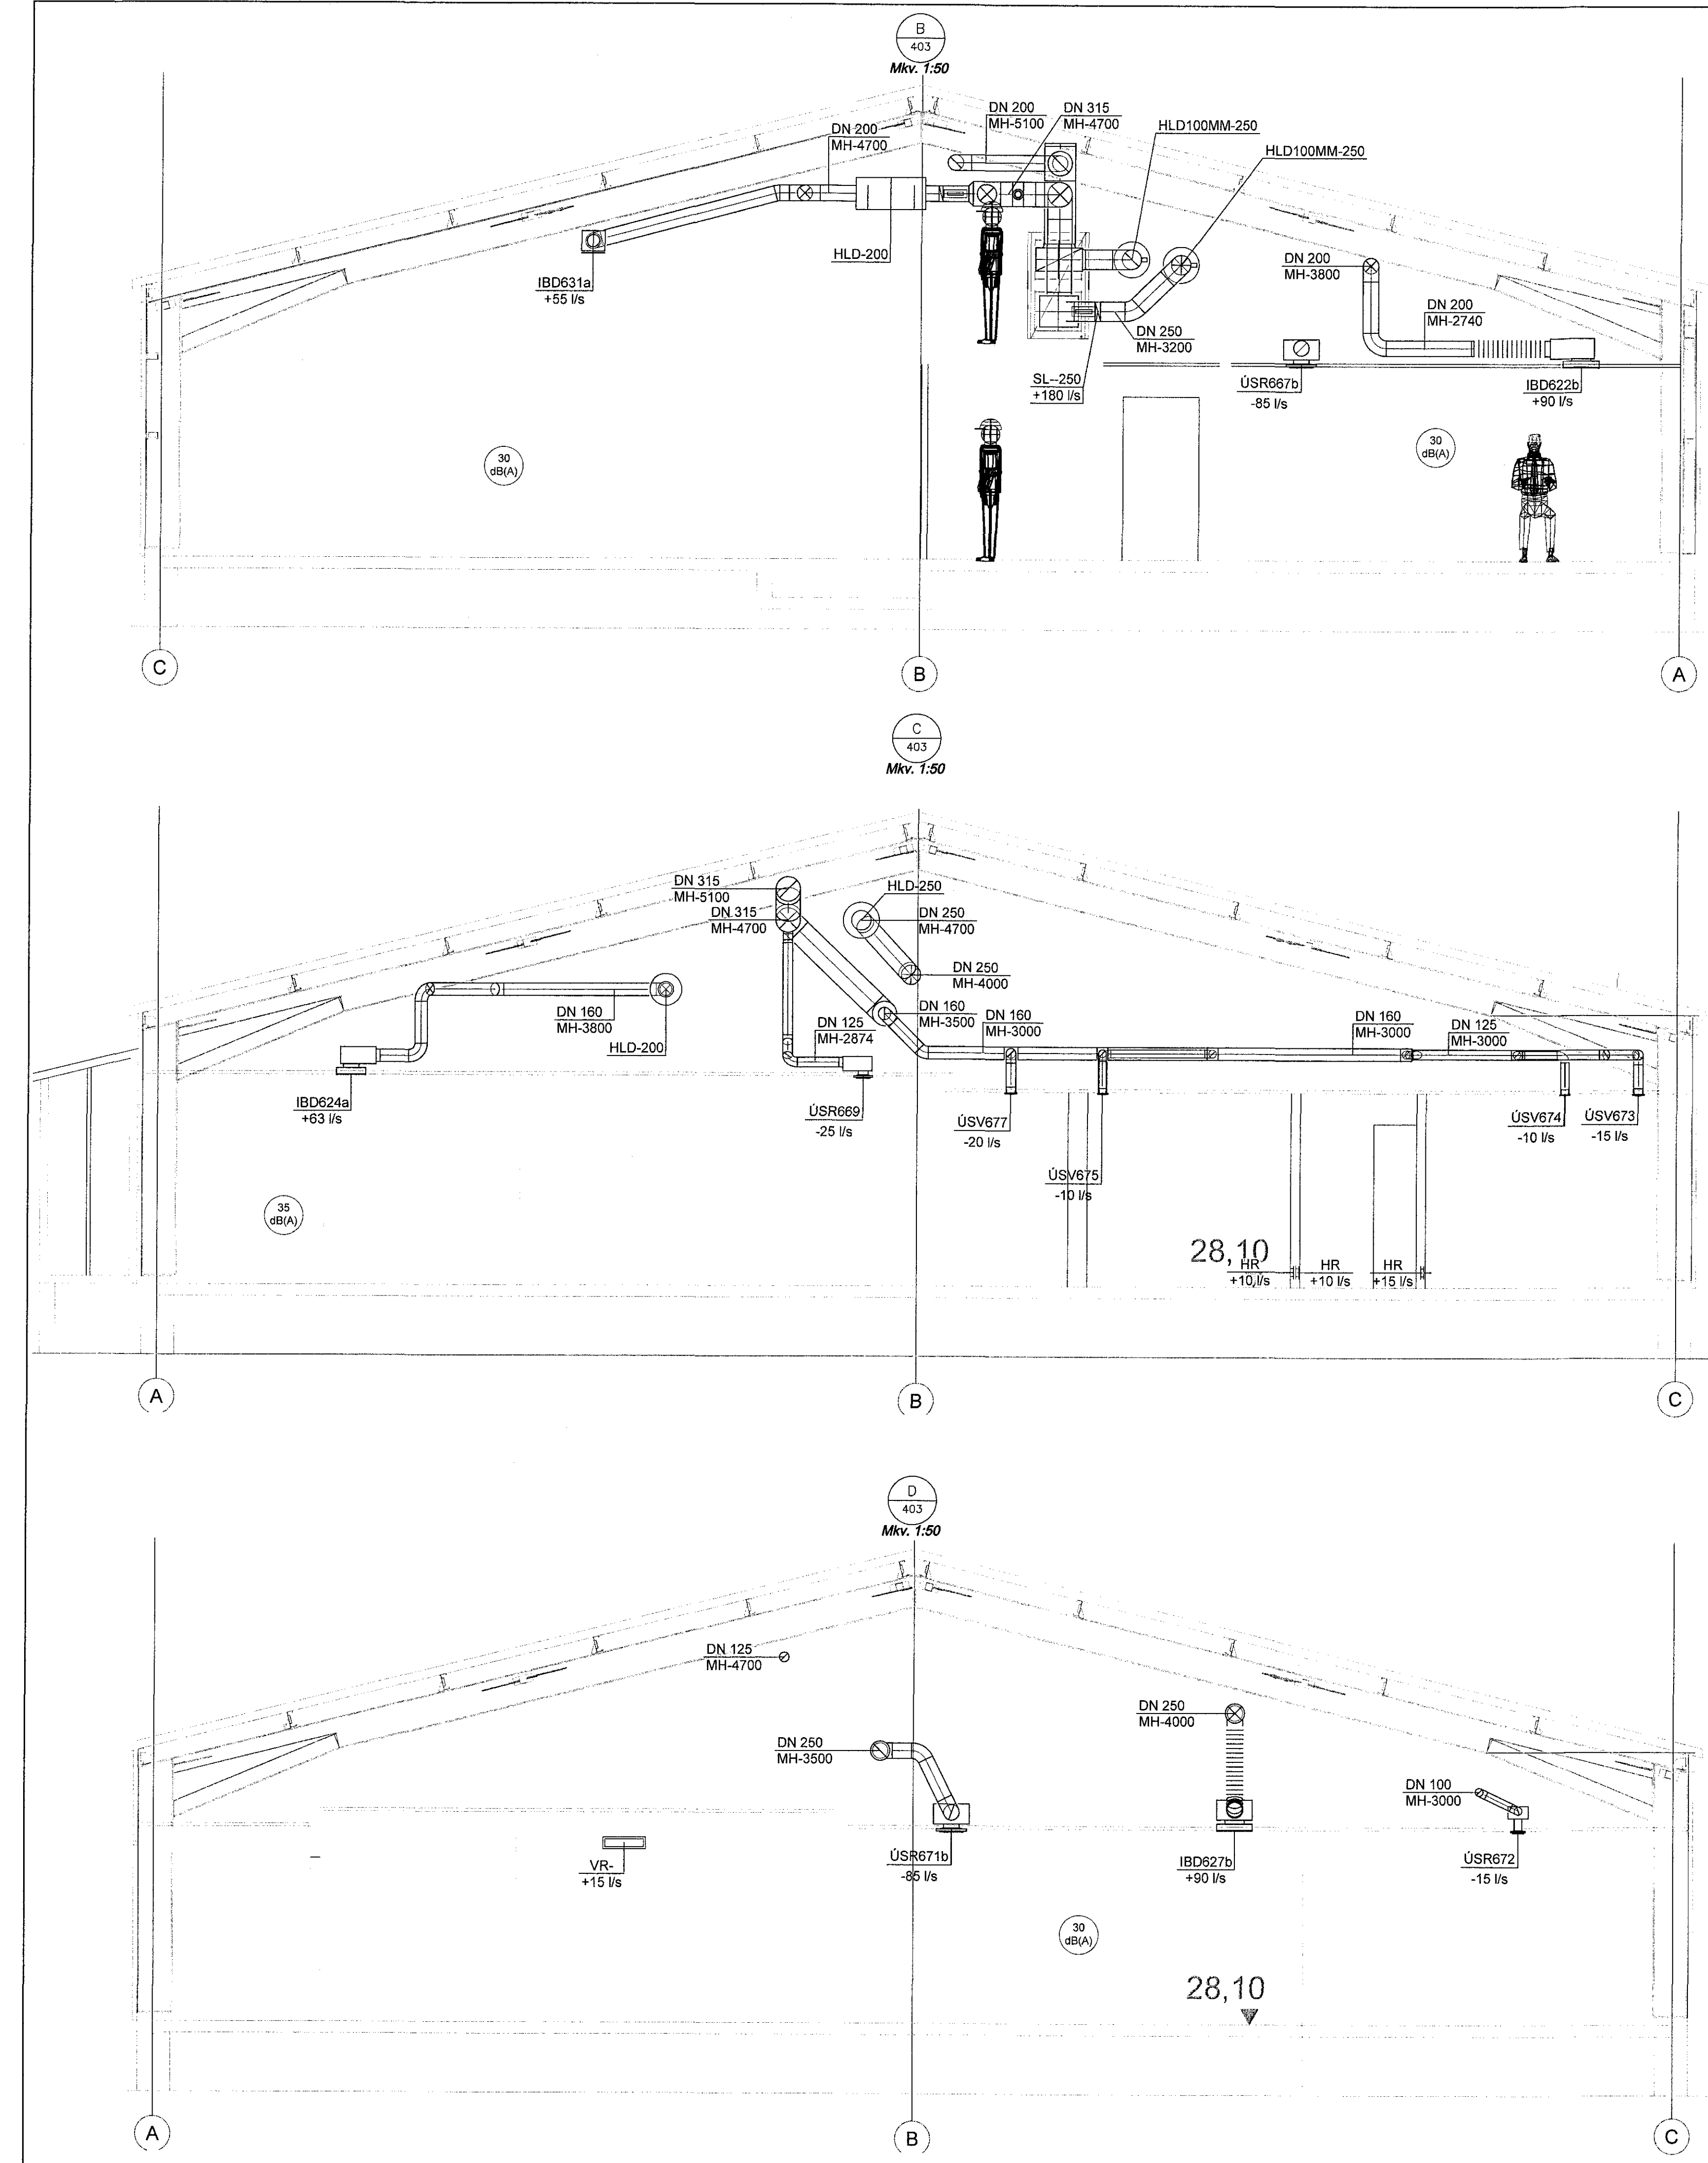 B
403
Mkv. 1:50
DN 200
MH-5100
DN 315
MH-4700
HLD100MM-250
DN 200
MH-4700
HLD100MM-250
IBD631a
+55 l/s
HLD-200
DN 200
MH-3800
DN 200
MH-2740
DN 250
MH-3200
SL--250
+180 l/s
ÚSR667b
-85 l/s
IBD622b
+90 l/s
30
dB(A)
30
dB(A)
C
B
A
C
403
Mkv. 1:50
DN 315
MH-5100
HLD-250
DN 315
MH-4700
DN 250
MH-4700
DN 250
MH-4000
DN 160
MH-3800
HLD-200
DN 160
MH-3500
DN 160
MH-3000
DN 125
MH-2874
DN 160
MH-3000
DN 125
MH-3000
IBD624a
+63 l/s
ÚSR669
-25 l/s
ÚSV677
-20 l/s
ÚSV675
-10 l/s
ÚSV674
-10 l/s
ÚSV673
-15 l/s
35
dB(A)
28,10
HR
+10 l/s
HR
+10 l/s
HR
+15 l/s
A
B
C
D
403
Mkv. 1:50
DN 125
MH-4700
DN 250
MH-4000
DN 250
MH-3500
DN 100
MH-3000
VR-
+15 l/s
ÚSR671b
-85 l/s
IBD627b
+90 l/s
ÚSR672
-15 l/s
30
dB(A)
28,10
A
B
C